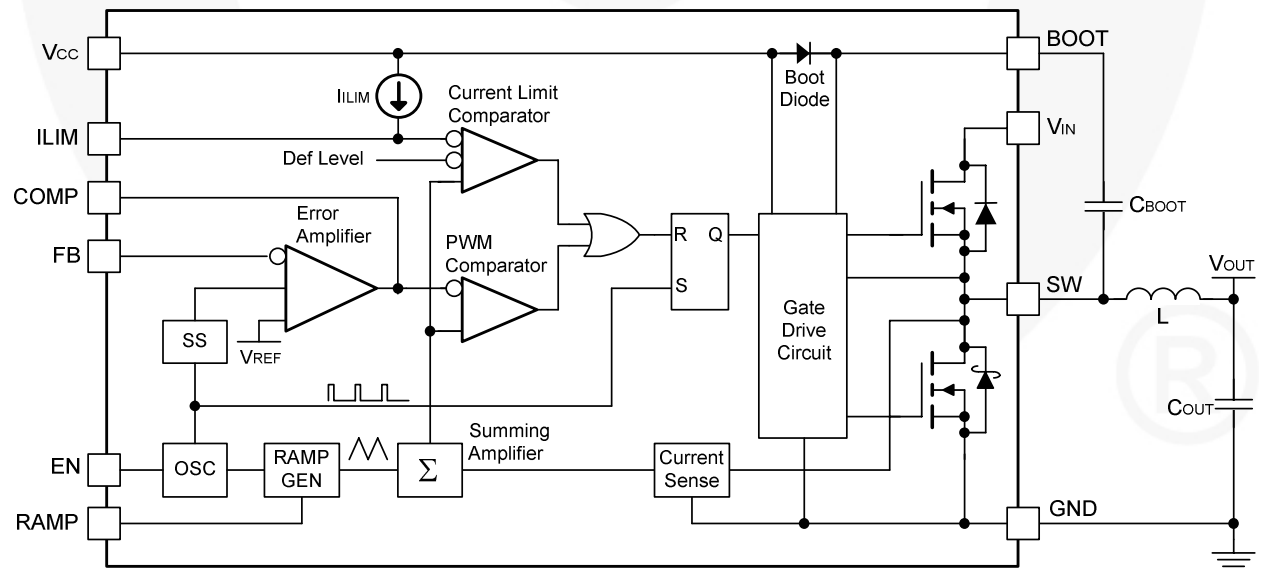 VCC
BOOT
Boot
Diode
IILIM
Current Limit
Comparator
VIN
ILIM
Def Level
COMP
CBOOT
Error
Amplifier
FB
PWM
Comparator
R
Q
S
SW
VOUT
L
Gate
Drive
Circuit
SS
VREF
COUT
R
Summing
Amplifier
EN
OSC
RAMP
GEN
Σ
Current
Sense
RAMP
GND